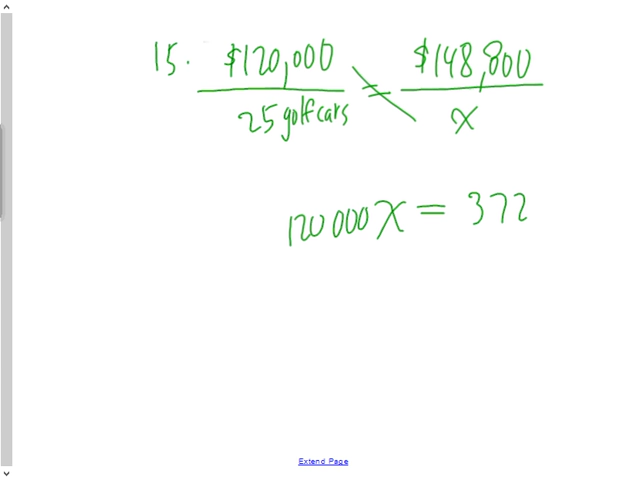 15. $120,000 = $148,800
25 golf cars x
120000x = 372
Extend Page